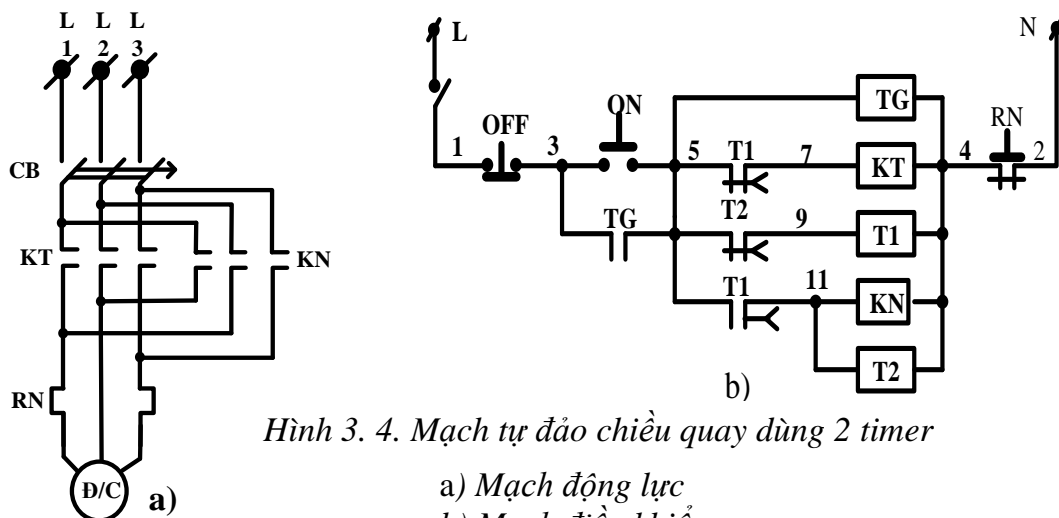 L L L
1 2 3
CB
KT
KN
RN
Đ/C
a)
L
N
OFF
ON
RN
1
3
5
T1
7
4
2
TG
KT
T2
TG
9
T1
T1
11
KN
T2
b)
Hình 3. 4. Mạch tự đảo chiều quay dùng 2 timer
a) Mạch động lực